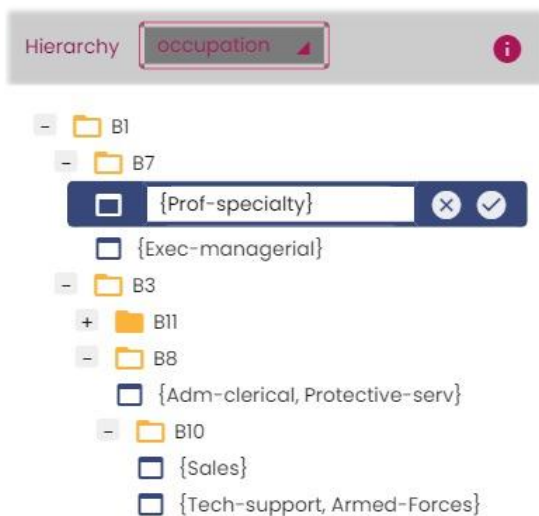 Hierarchy occupation
B1
B7
{Prof-specialty}
{Exec-managerial}
B3
B11
B8
{Adm-clerical, Protective-serv}
B10
{Sales}
{Tech-support, Armed-Forces}